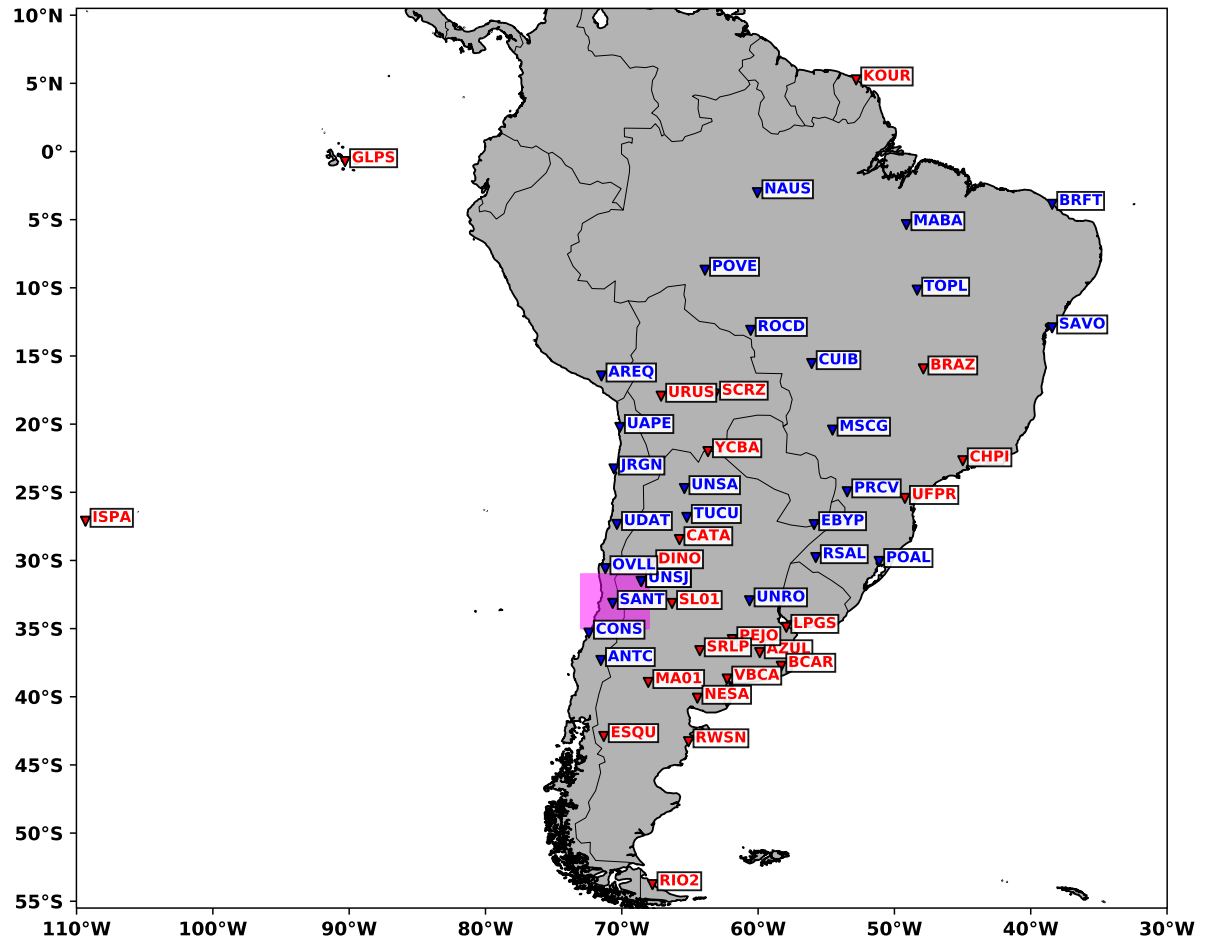 10°N
KOUR
5°N
0°
GLPS
NAUS
BRFT
5°S
MABA
POVE
10°S
TOPL
ROCD
SAVO
15°S
CUIB
BRAZ
AREQ
URUS
SCRZ
20°S
UAPE
MSCG
YCBA
CHPI
JRGN
UNSA
PRCV
25°S
UFPR
ISPA
TUCU
UDAT
EBYP
CATA
RSAL
POAL
30°S
DINO
OVLL
UNSJ
SANT
SL01
UNRO
LPGS
35°S
CONS
PEJO
SRLP
AZUL
ANTC
BCAR
MA01
VBCA
NESA
40°S
ESQU
RWSN
45°S
50°S
RIO2
55°S
110°W 100°W 90°W 80°W 70°W 60°W 50°W 40°W 30°W